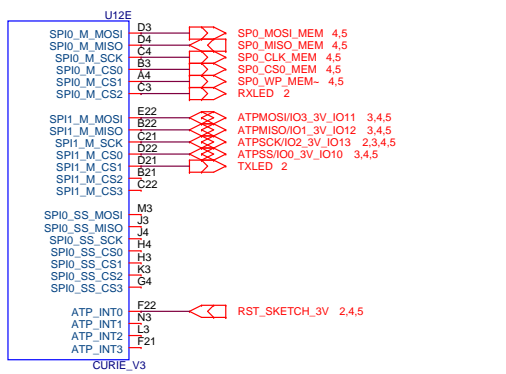 U12E
SPI0_M_MOSI D3 SP0_MOSI_MEM 4,5
SPI0_M_MISO D4 SP0_MISO_MEM 4,5
SPI0_M_SCK C4 SP0_CLK_MEM 4,5
SPI0_M_CS0 B3 SP0_CS0_MEM 4,5
SPI0_M_CS1 A4 SP0_WP_MEM~ 4,5
SPI0_M_CS2 C3 RXLED 2
SPI1_M_MOSI E22 ATPMOSI/IO3_3V_IO11 3,4,5
SPI1_M_MISO B22 ATPMISO/IO1_3V_IO12 3,4,5
SPI1_M_SCK C21 ATPSCK/IO2_3V_IO13 2,3,4,5
SPI1_M_CS0 D22 ATPSS/IO0_3V_IO10 3,4,5
SPI1_M_CS1 D21 TXLED 2
SPI1_M_CS2 B21
SPI1_M_CS3 C22
SPI0_SS_MOSI M3
SPI0_SS_MISO J3
SPI0_SS_SCK J4
SPI0_SS_CS0 H4
SPI0_SS_CS1 H3
SPI0_SS_CS2 K3
SPI0_SS_CS3 G4
ATP_INT0 F22 RST_SKETCH_3V 2,4,5
ATP_INT1 N3
ATP_INT2 L3
ATP_INT3 F21
CURIE_V3